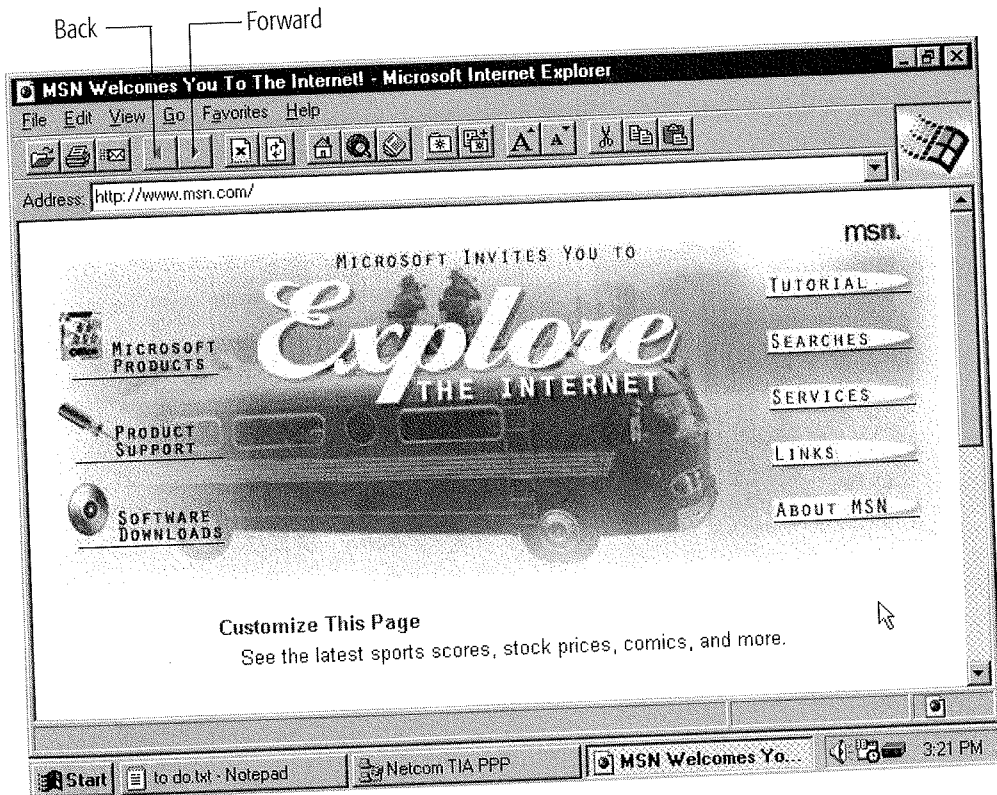 Back
Forward
MSN Welcomes You To The Internet! - Microsoft Internet Explorer
File Edit View Go Favorites Help
Address: http://www.msn.com/
msn.
MICROSOFT INVITES YOU TO
Explore
THE INTERNET
MICROSOFT
PRODUCTS
PRODUCT
SUPPORT
SOFTWARE
DOWNLOADS
TUTORIAL
SEARCHES
SERVICES
LINKS
ABOUT MSN
Customize This Page
See the latest sports scores, stock prices, comics, and more.
Start
to do.txt - Notepad
Netcom TIA PPP
MSN Welcomes Yo...
3:21 PM